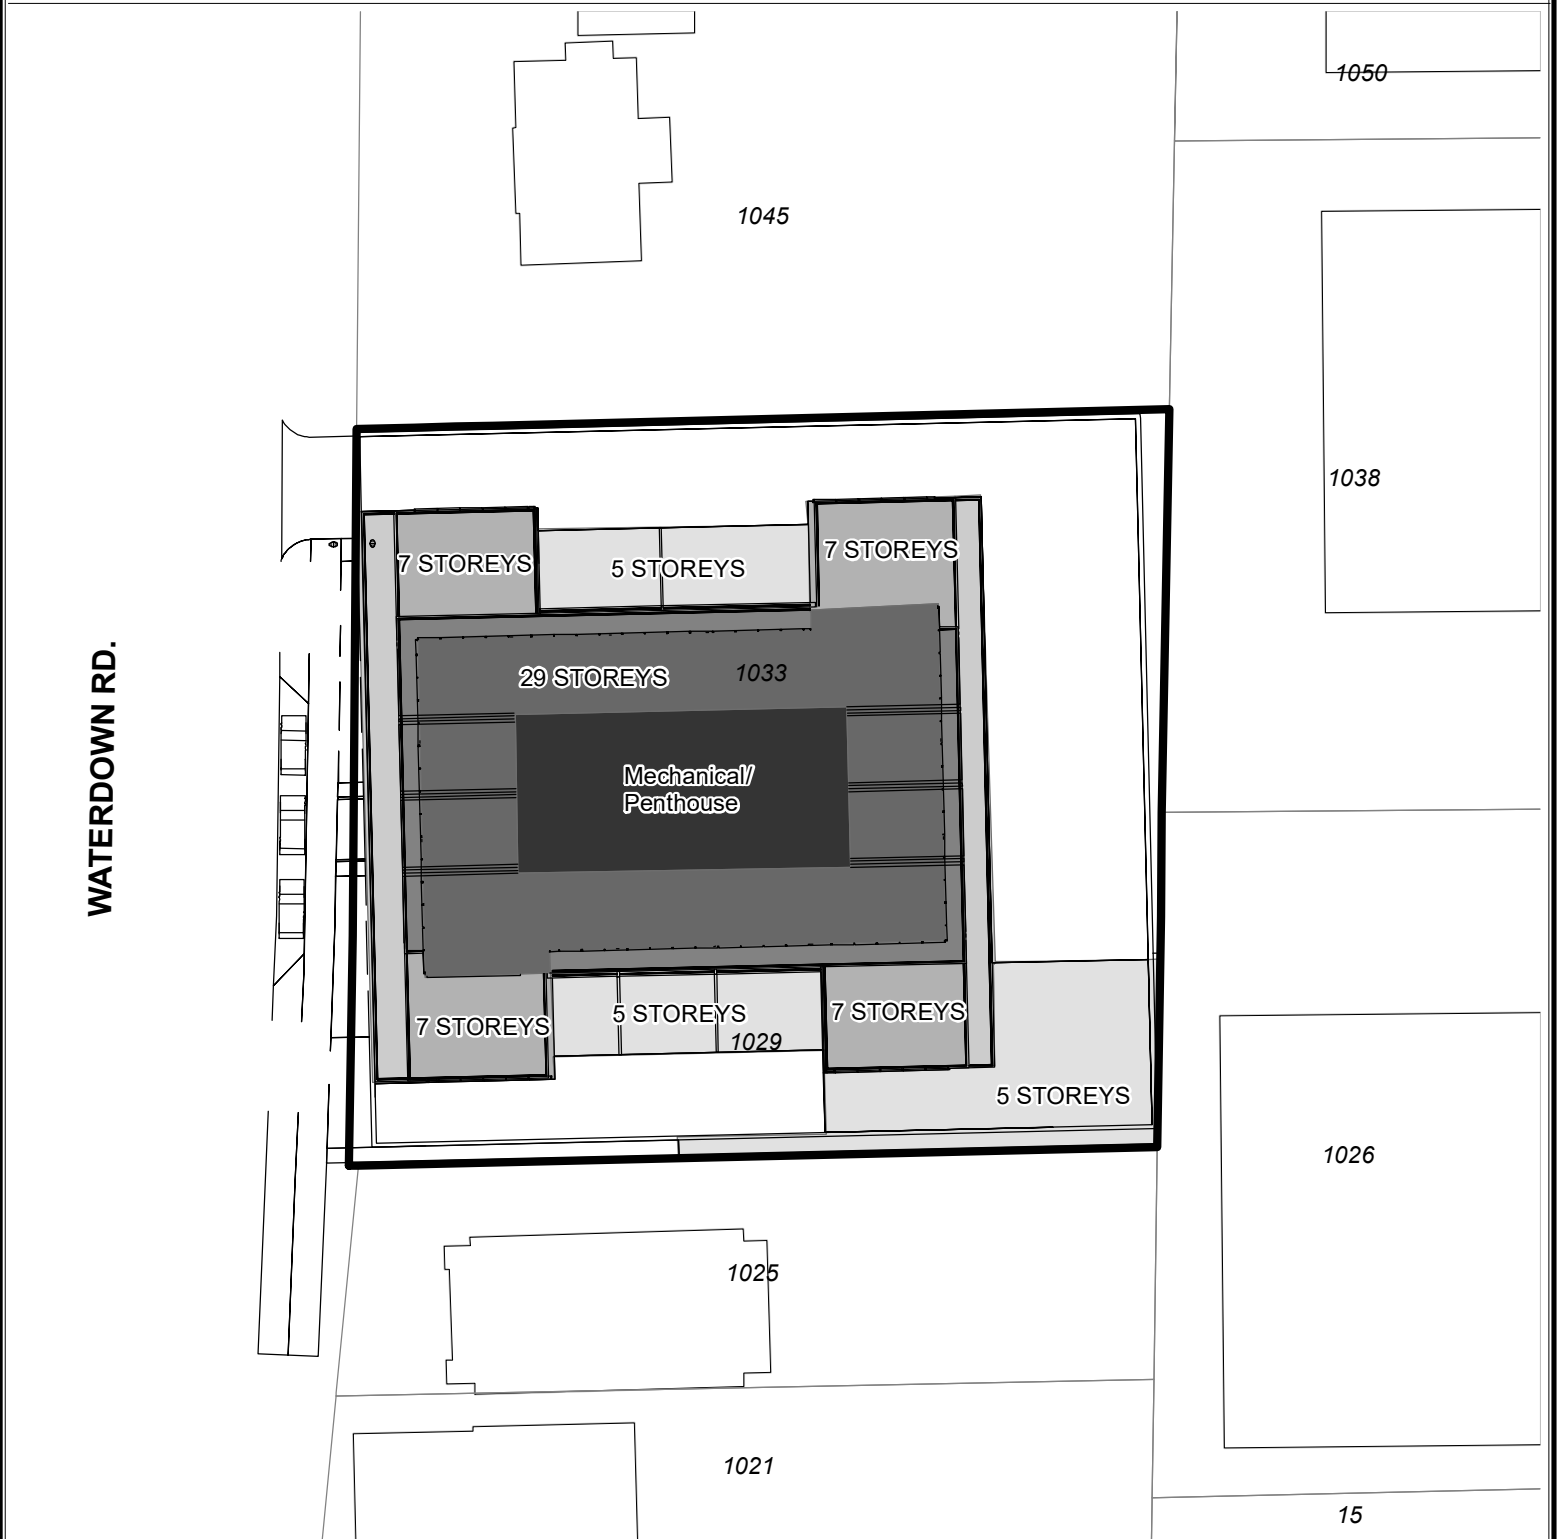 1050
1045
1038
7 STOREYS
5 STOREYS
7 STOREYS
29 STOREYS
1033
WATERDOWN RD.
Mechanical/
Penthouse
7 STOREYS
5 STOREYS
7 STOREYS
1029
5 STOREYS
1026
1025
1021
15